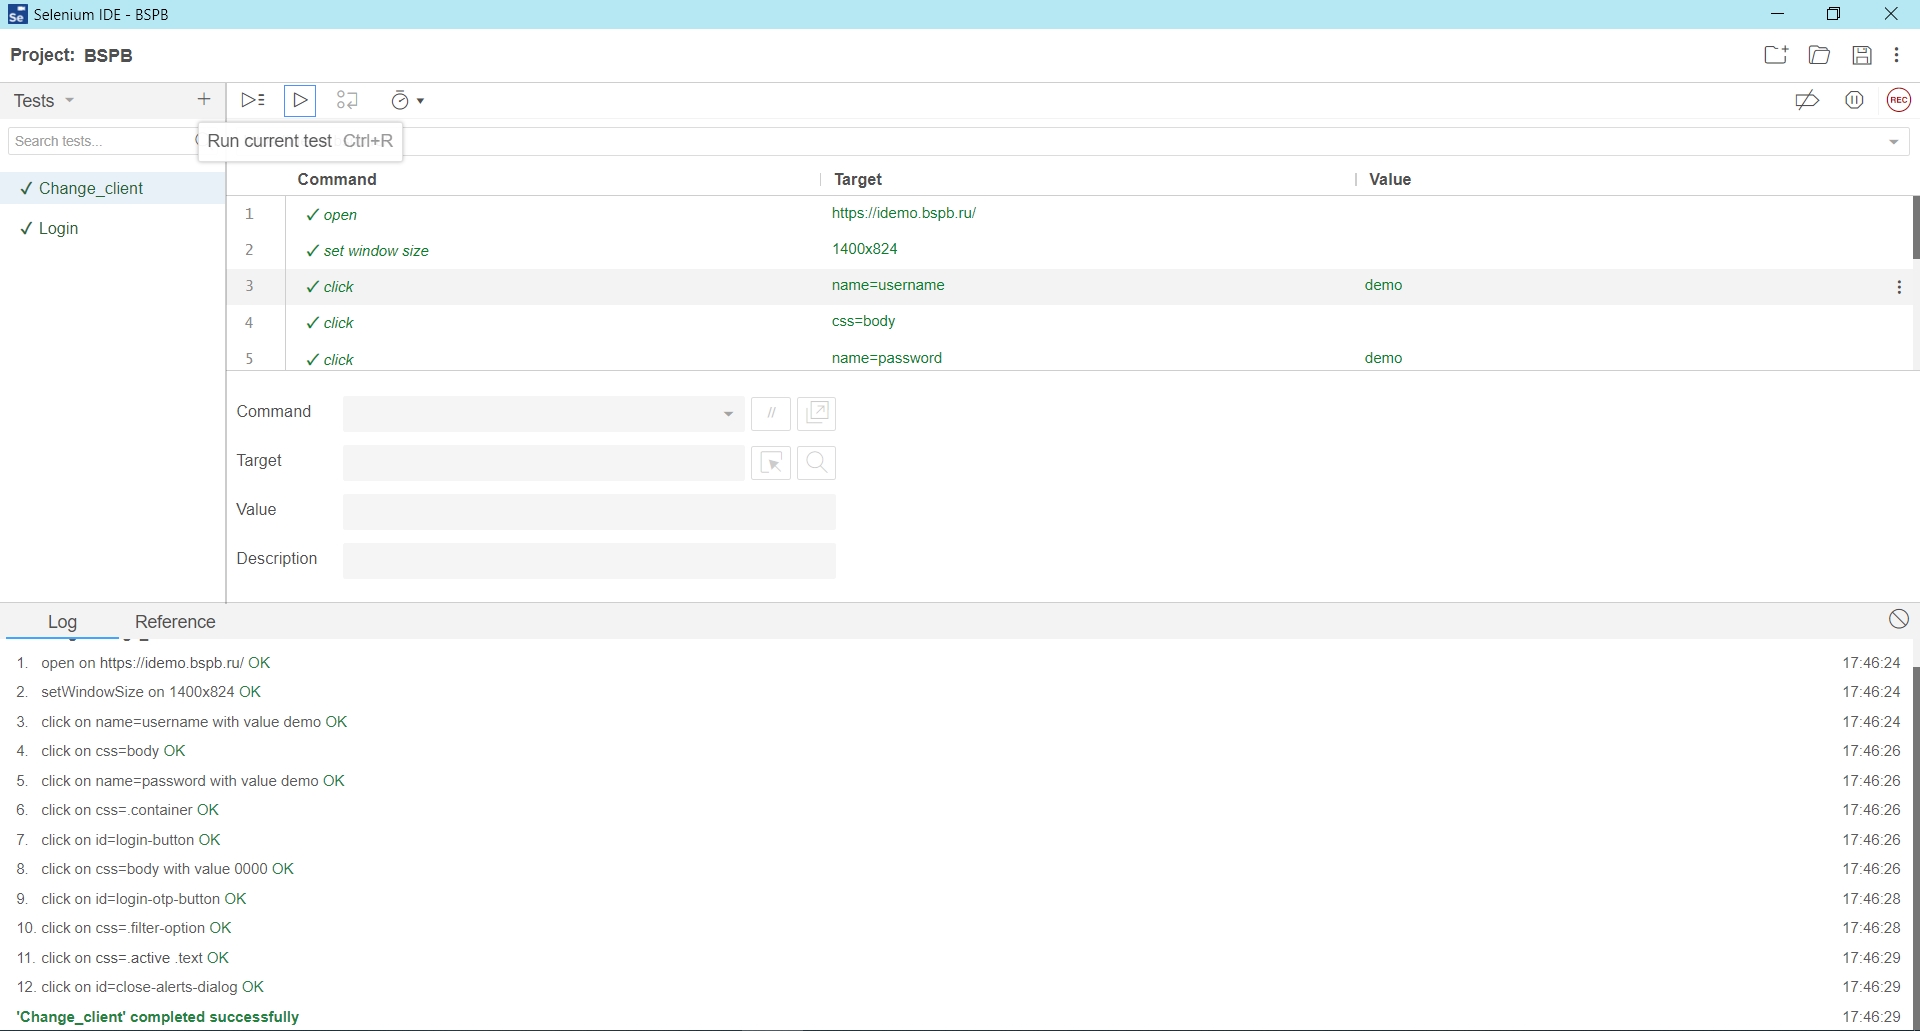 Selenium IDE - BSPB
Project: BSPB
Tests
REC
Search tests...
Run current test Ctrl+R
Command Target Value
Change_client
Login
1 open https://idemo.bspb.ru/
2 set window size 1400x824
3 click name=username demo
4 click css=body
5 click name=password demo
Command //
Target
Value
Description
Log Reference
1. open on https://idemo.bspb.ru/ OK 17:46:24
2. setWindowSize on 1400x824 OK 17:46:24
3. click on name=username with value demo OK 17:46:24
4. click on css=body OK 17:46:26
5. click on name=password with value demo OK 17:46:26
6. click on css=.container OK 17:46:26
7. click on id=login-button OK 17:46:26
8. click on css=body with value 0000 OK 17:46:26
9. click on id=login-otp-button OK 17:46:28
10. click on css=.filter-option OK 17:46:28
11. click on css=.active .text OK 17:46:29
12. click on id=close-alerts-dialog OK 17:46:29
'Change_client' completed successfully 17:46:29